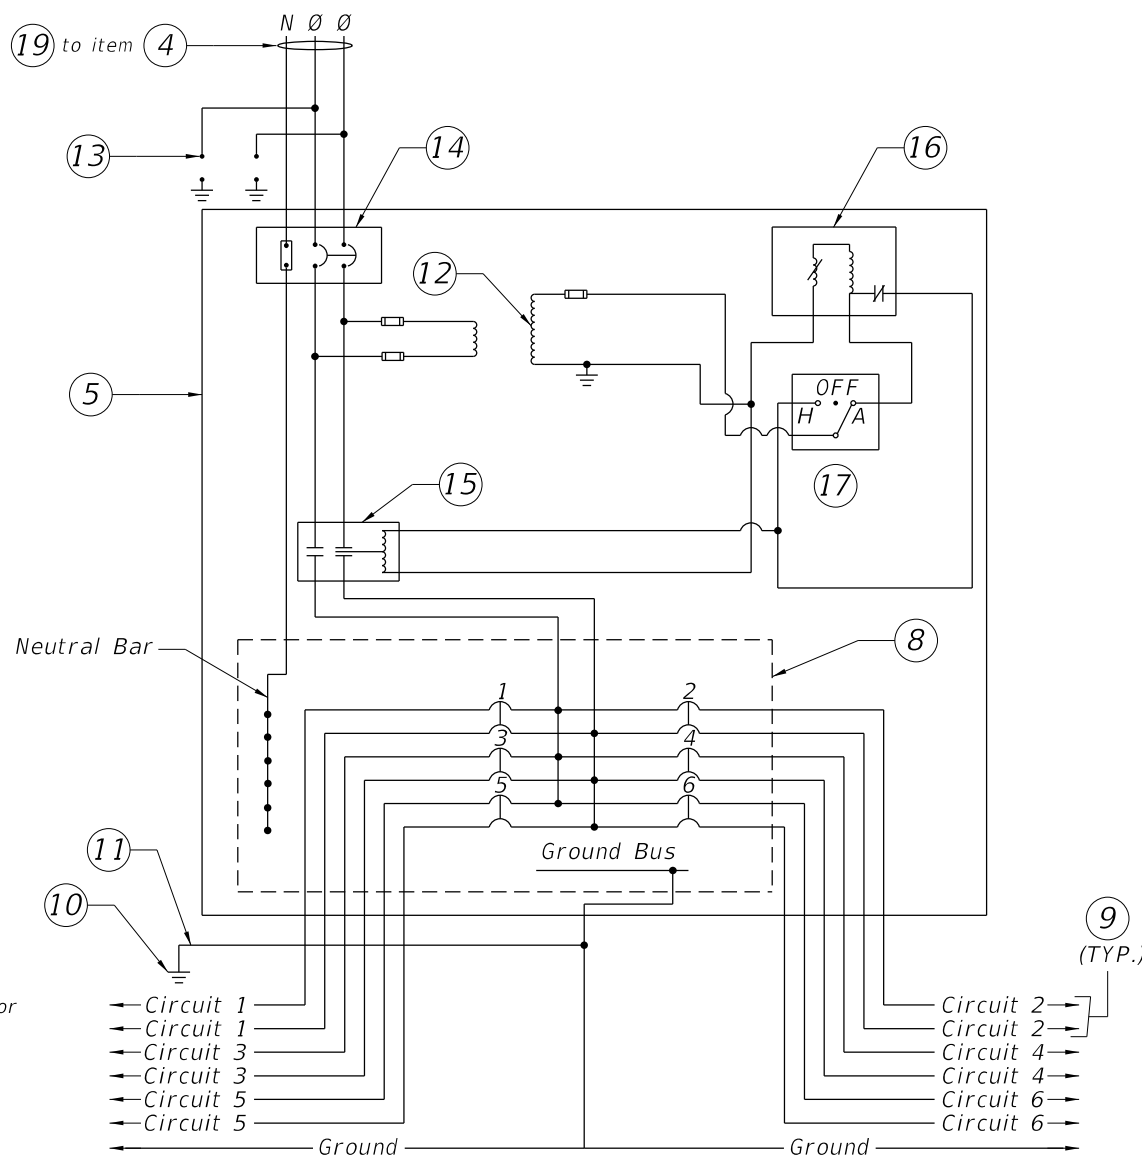 N Ø Ø
19 to item 4
13
14
16
12
5
OFF
H A
17
15
Neutral Bar
8
1 2
3 4
5 6
Ground Bus
11
10
9
(TYP.)
or
Circuit 1 Circuit 2
Circuit 1 Circuit 2
Circuit 3 Circuit 4
Circuit 3 Circuit 4
Circuit 5 Circuit 6
Circuit 5 Circuit 6
Ground Ground